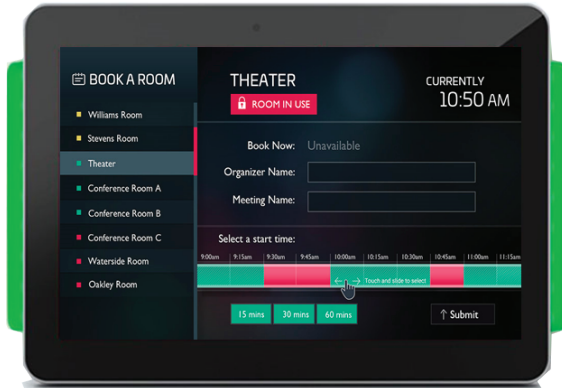 BOOK A ROOM
Williams Room
Stevens Room
Theater
Conference Room A
Conference Room B
Conference Room C
Waterside Room
Oakley Room
THEATER
ROOM IN USE
CURRENTLY
10:50 AM
Book Now: Unavailable
Organizer Name:
Meeting Name:
Select a start time:
9:00am 9:15am 9:30am 9:45am 10:00am 10:15am 10:30am 10:45am 11:00am 11:15am
Touch and slide to select
15 mins 30 mins 60 mins
Submit